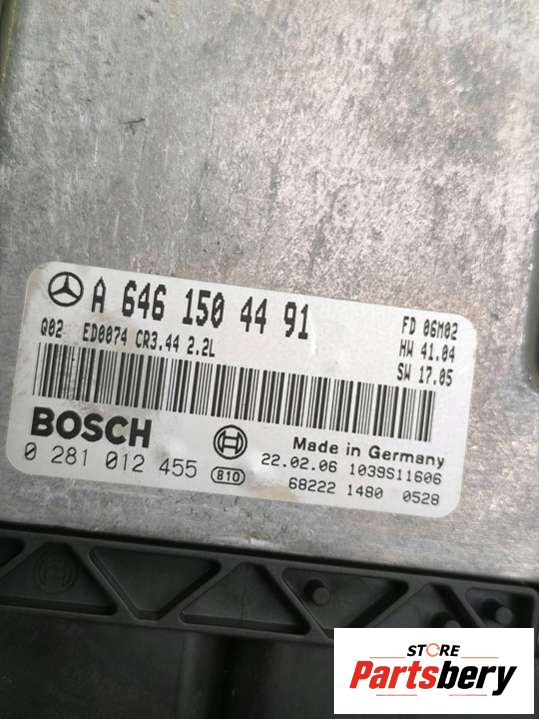 A 646 150 44 91
FD 06M02
Q02 ED0074 CR3.44 2.2L
HW 41.04
SW 17.05
BOSCH
Made in Germany
0 281 012 455 810
22.02.06 1039S11606
68222 1480 0528
STORE
Partsbery